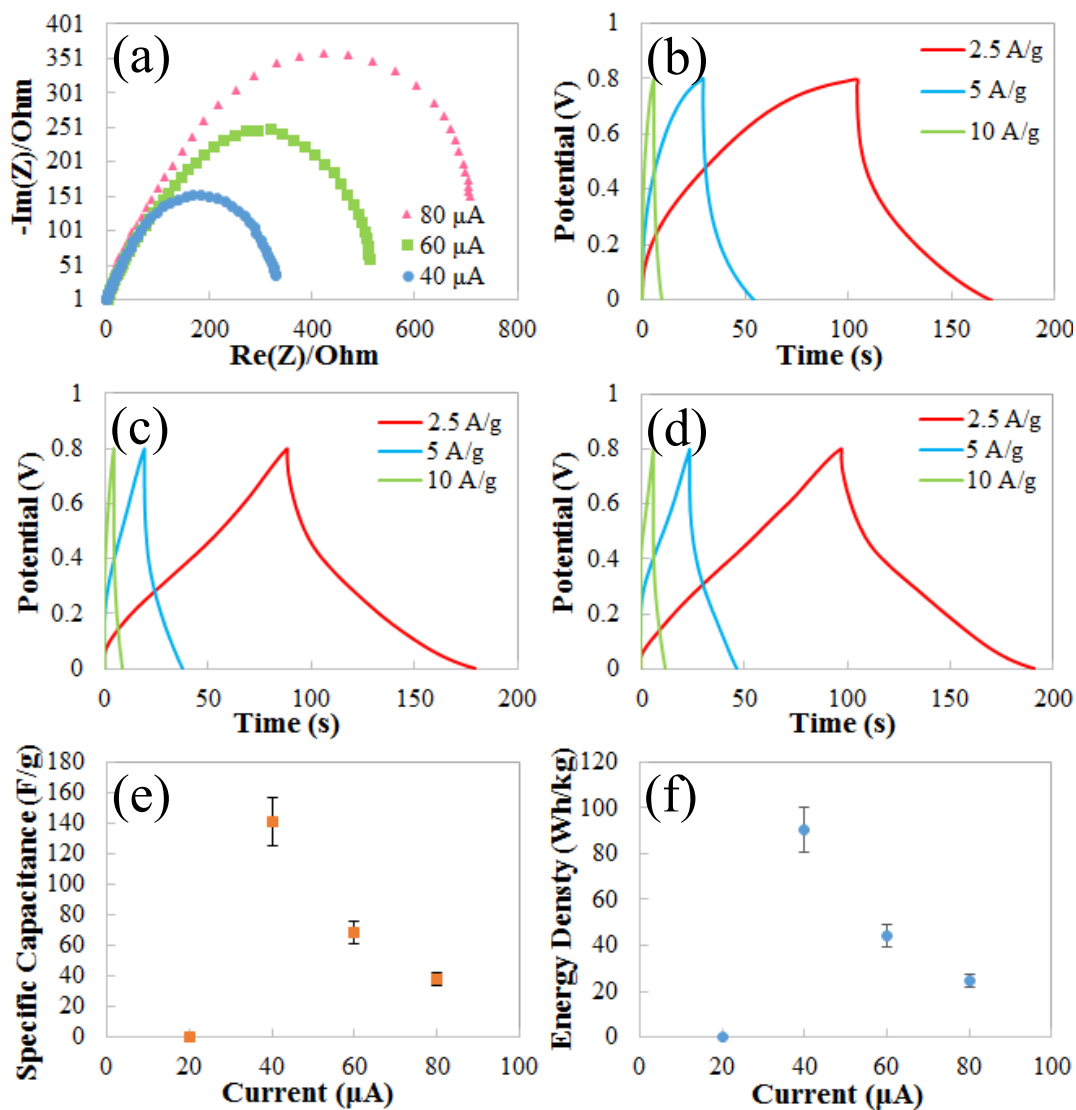 (a)
-Im(Z)/Ohm
401
351
301
251
201
151
101
51
1
0 200 400 600 800
Re(Z)/Ohm
80 µA
60 µA
40 µA
(b)
Potential (V)
1
0.8
0.6
0.4
0.2
0
0 50 100 150 200
Time (s)
2.5 A/g
5 A/g
10 A/g
(c)
Potential (V)
1
0.8
0.6
0.4
0.2
0
0 50 100 150 200
Time (s)
2.5 A/g
5 A/g
10 A/g
(d)
Potential (V)
1
0.8
0.6
0.4
0.2
0
0 50 100 150 200
Time (s)
2.5 A/g
5 A/g
10 A/g
(e)
Specific Capacitance (F/g)
180
160
140
120
100
80
60
40
20
0
0 20 40 60 80 100
Current (µA)
(f)
Energy Densty (Wh/kg)
120
100
80
60
40
20
0
0 20 40 60 80 100
Current (µA)